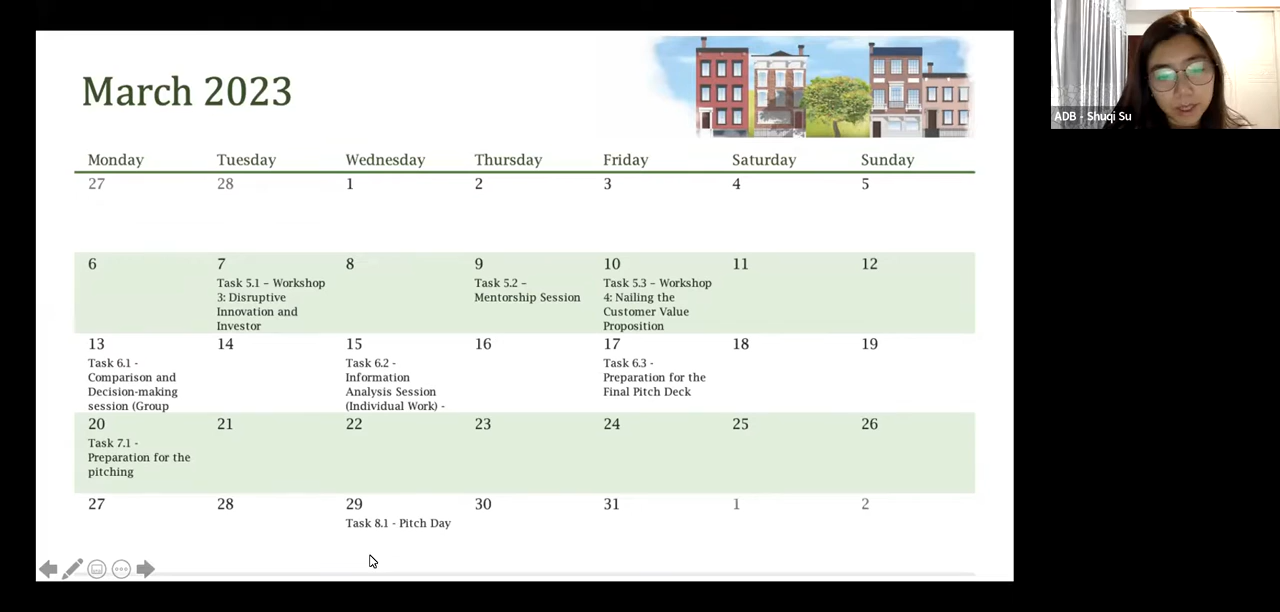 March 2023
ADB - Shuqi Su
Monday Tuesday Wednesday Thursday Friday Saturday Sunday
27 28 1 2 3 4 5
6 7 8 9 10 11 12
Task 5.1 – Workshop
3: Disruptive
Innovation and
Investor
Task 5.2 –
Mentorship Session
Task 5.3 – Workshop
4: Nailing the
Customer Value
Proposition
13 14 15 16 17 18 19
Task 6.1 -
Comparison and
Decision-making
session (Group
Task 6.2 -
Information
Analysis Session
(Individual Work) -
Task 6.3 -
Preparation for the
Final Pitch Deck
20 21 22 23 24 25 26
Task 7.1 -
Preparation for the
pitching
27 28 29 30 31 1 2
Task 8.1 - Pitch Day